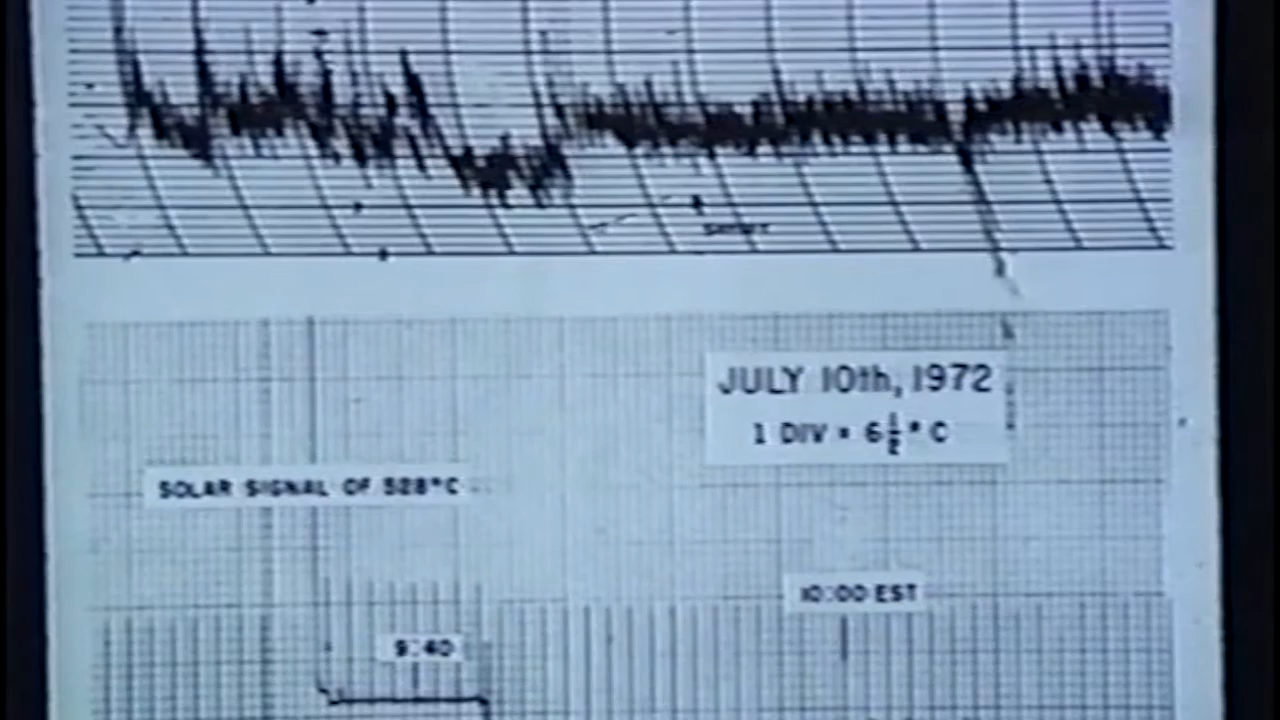 JULY 10th, 1972
1 DIV = 6½° C
SOLAR SIGNAL OF 528°C
10:00 EST
9:40